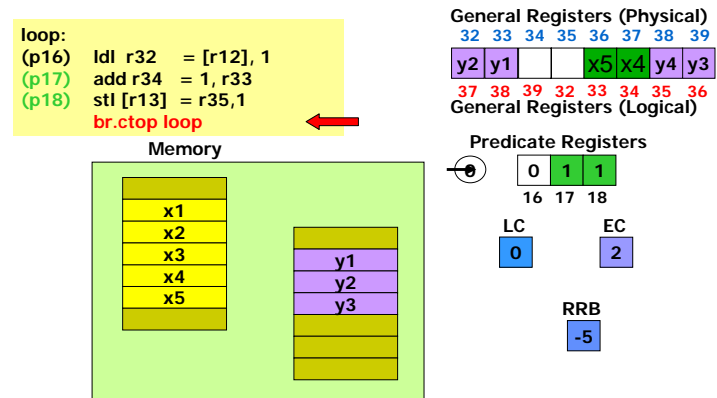 loop:
(p16) ldl r32 = [r12], 1
(p17) add r34 = 1, r33
(p18) stl [r13] = r35,1
br.ctop loop
General Registers (Physical)
32 33 34 35 36 37 38 39
y2 y1 x5 x4 y4 y3
37 38 39 32 33 34 35 36
General Registers (Logical)
Memory
x1
x2
x3
x4
x5
y1
y2
y3
Predicate Registers
0
0 1 1
16 17 18
LC EC
0 2
RRB
-5